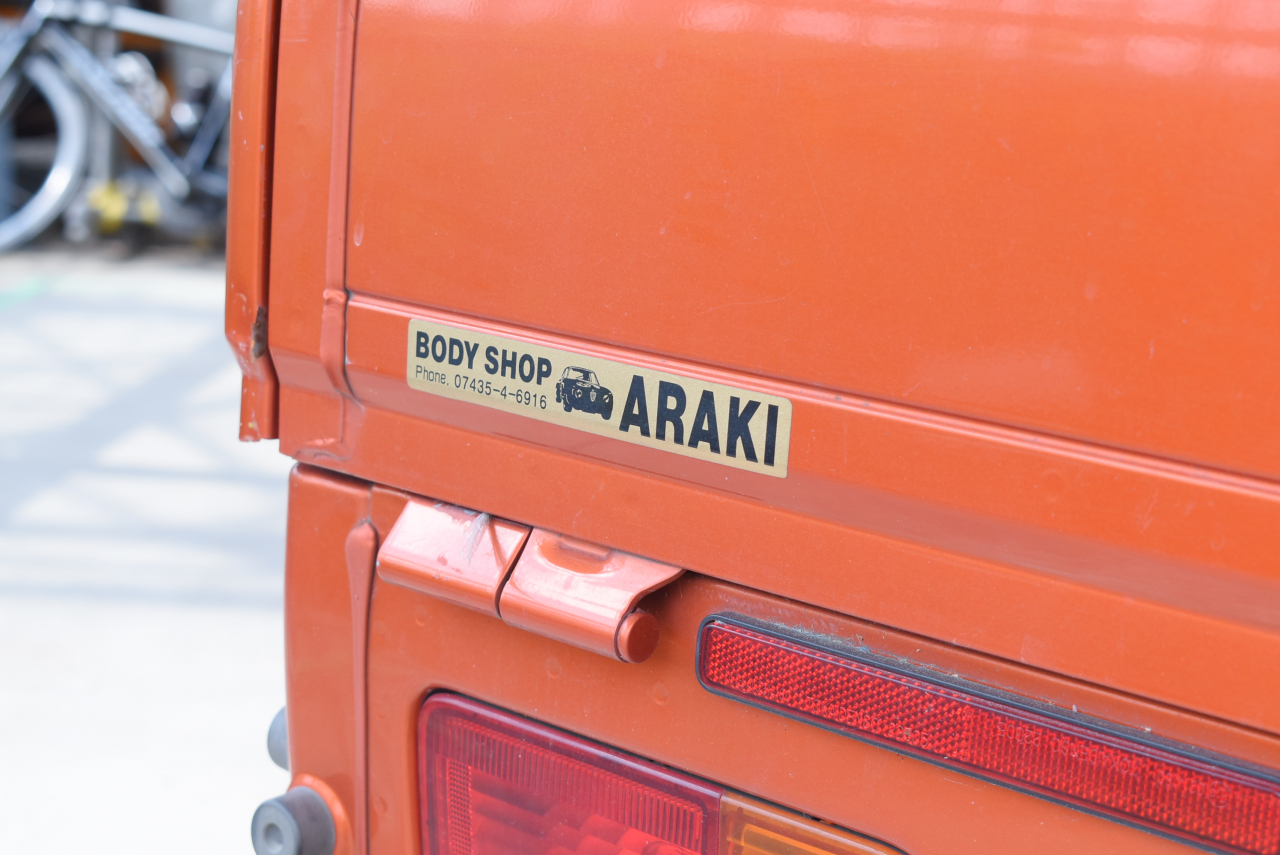 BODY SHOP
Phone. 07435-4-6916
ARAKI